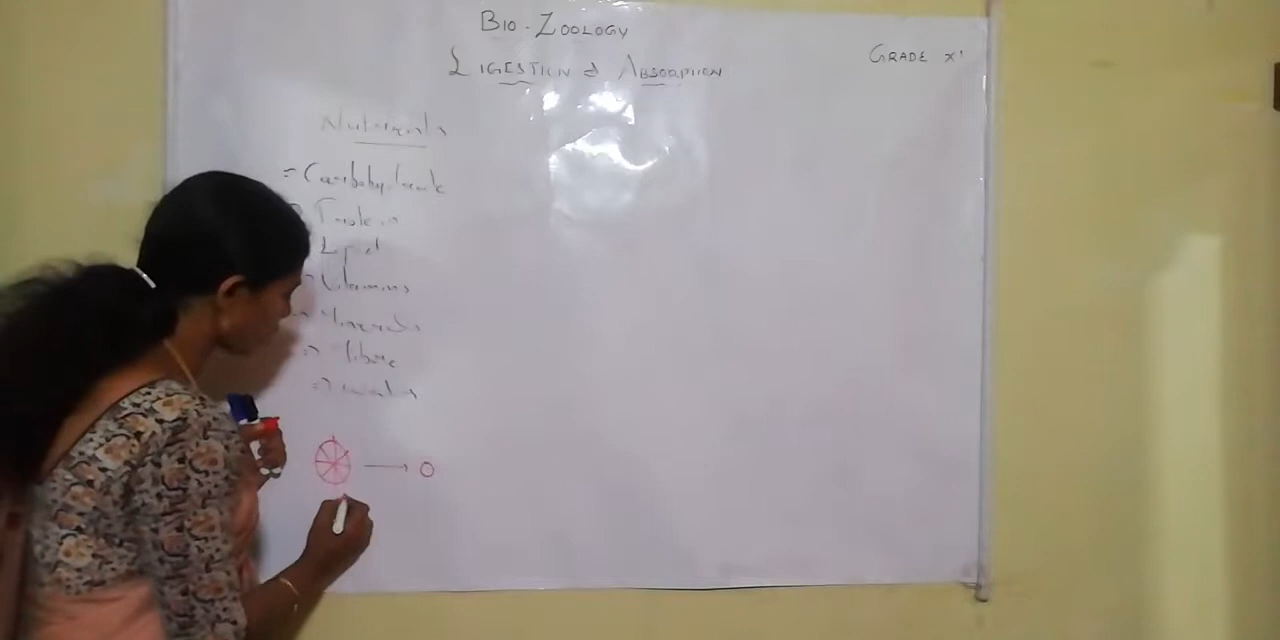 BIO-ZOOLOGY
DIGESTION & ABSORPTION
GRADE XI
Nutrients
⇒ Carbohydrate
Protein
Lipid
Vitamins
Minerals
⇒ Fibre
⇒ water